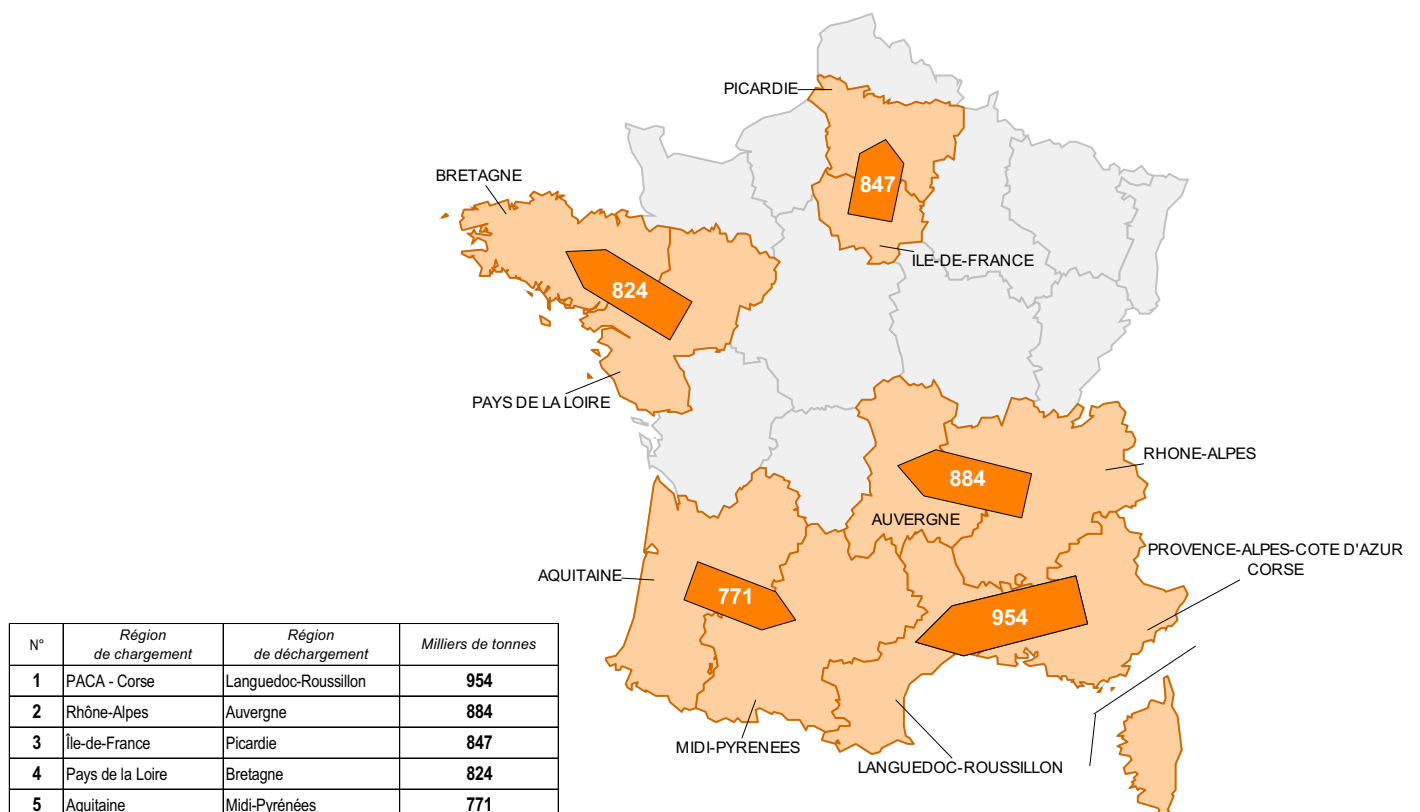 PICARDIE
847
BRETAGNE
ÎLE-DE-FRANCE
824
PAYS DE LA LOIRE
RHONE-ALPES
884
AUVERGNE
PROVENCE-ALPES-COTE D'AZUR
CORSE
AQUITAINE
771
954
MIDI-PYRENEES
LANGUEDOC-ROUSSILLON
N° Région de chargement Région de déchargement Milliers de tonnes
1 PACA - Corse Languedoc-Roussillon 954
2 Rhône-Alpes Auvergne 884
3 Île-de-France Picardie 847
4 Pays de la Loire Bretagne 824
5 Aquitaine Midi-Pyrénées 771